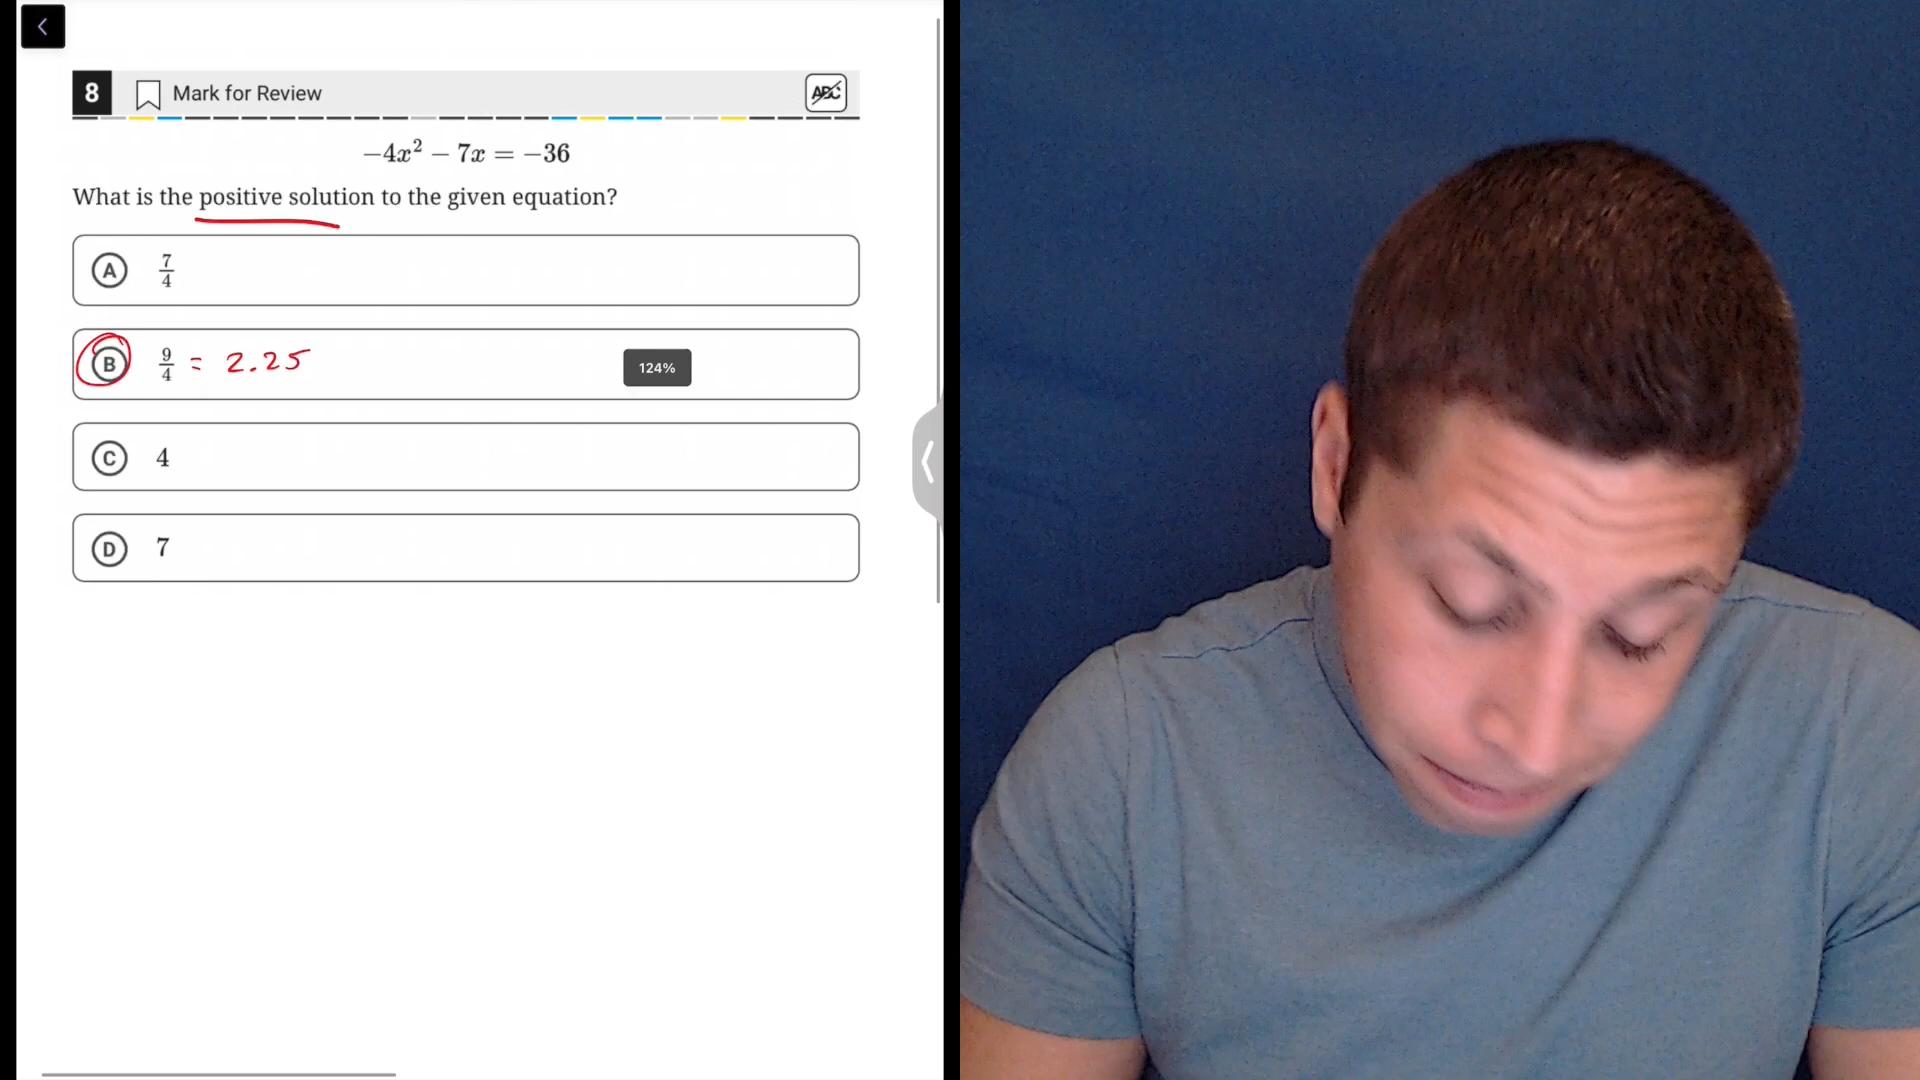 8 Mark for Review ABC
−4x² − 7x = −36
What is the positive solution to the given equation?
A 7/4
B 9/4 = 2.25
124%
C 4
D 7